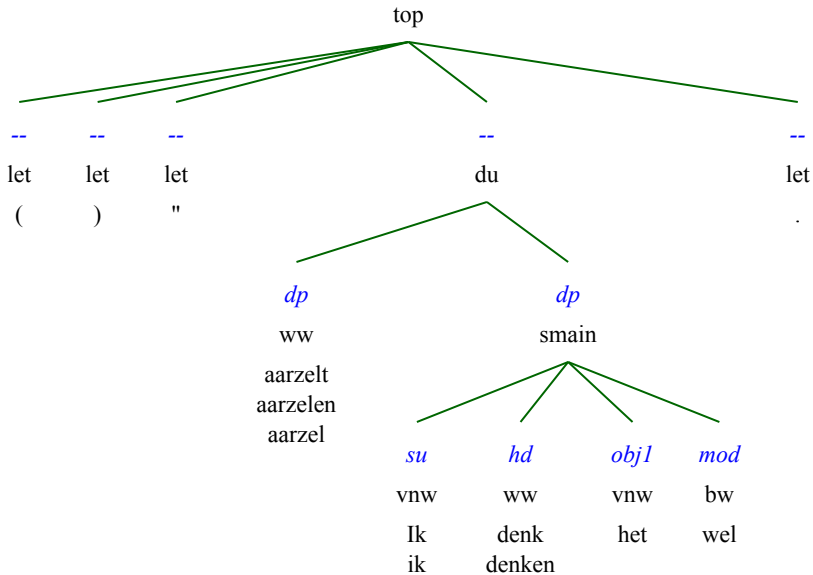 top
-- -- -- -- --
let let let du let
( ) " .
dp dp
ww smain
aarzelt
aarzelen
aarzel
su hd obj1 mod
vnw ww vnw bw
Ik denk het wel
ik denken